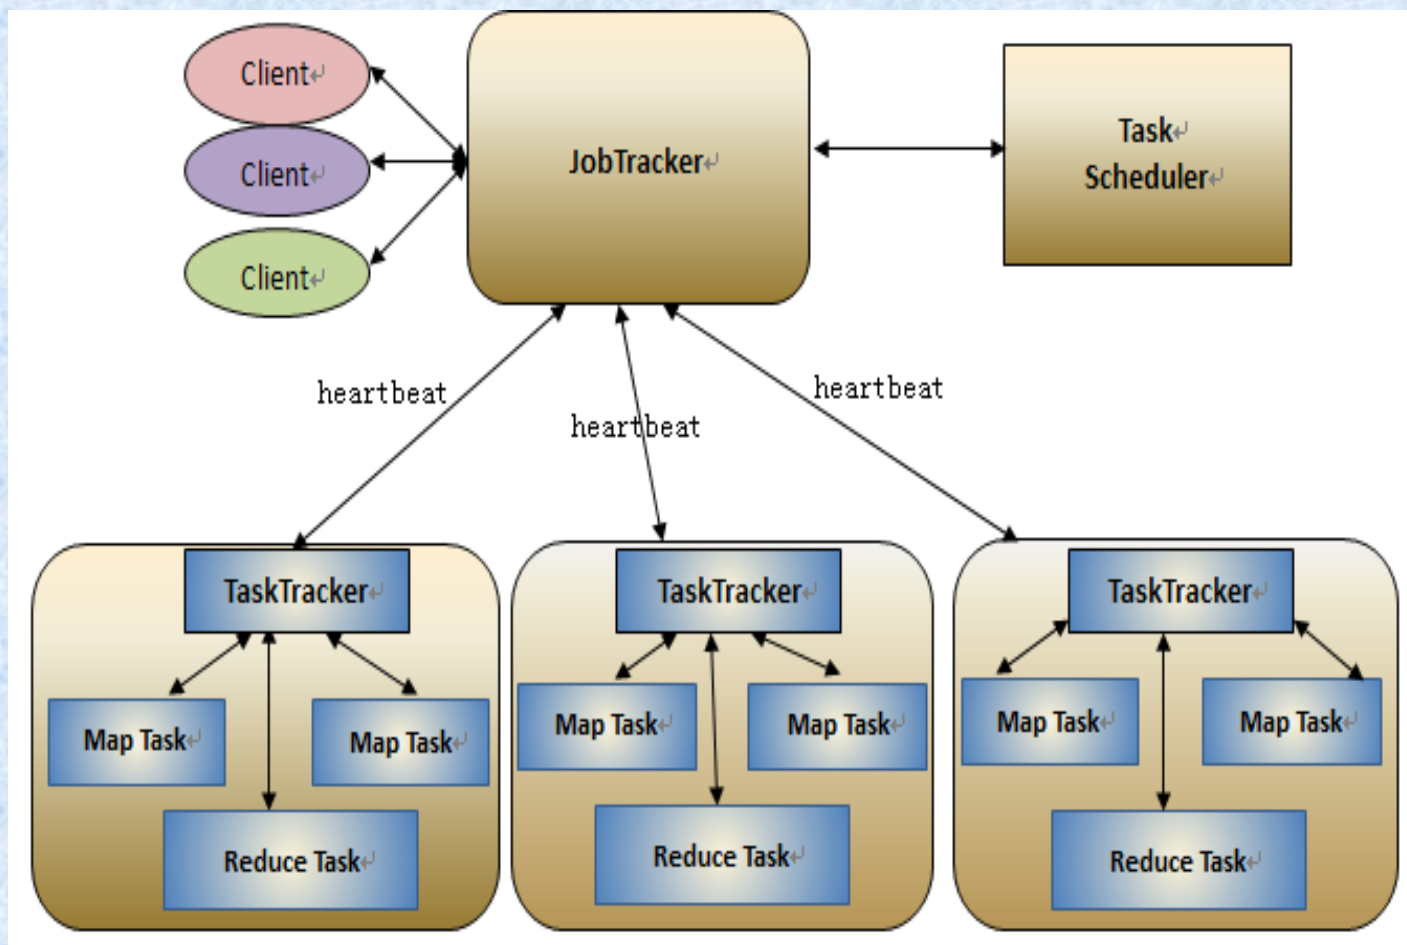 Client
Client
Client
JobTracker
Task
Scheduler
heartbeat
heartbeat
heartbeat
TaskTracker
Map Task
Map Task
Reduce Task
TaskTracker
Map Task
Map Task
Reduce Task
TaskTracker
Map Task
Map Task
Reduce Task